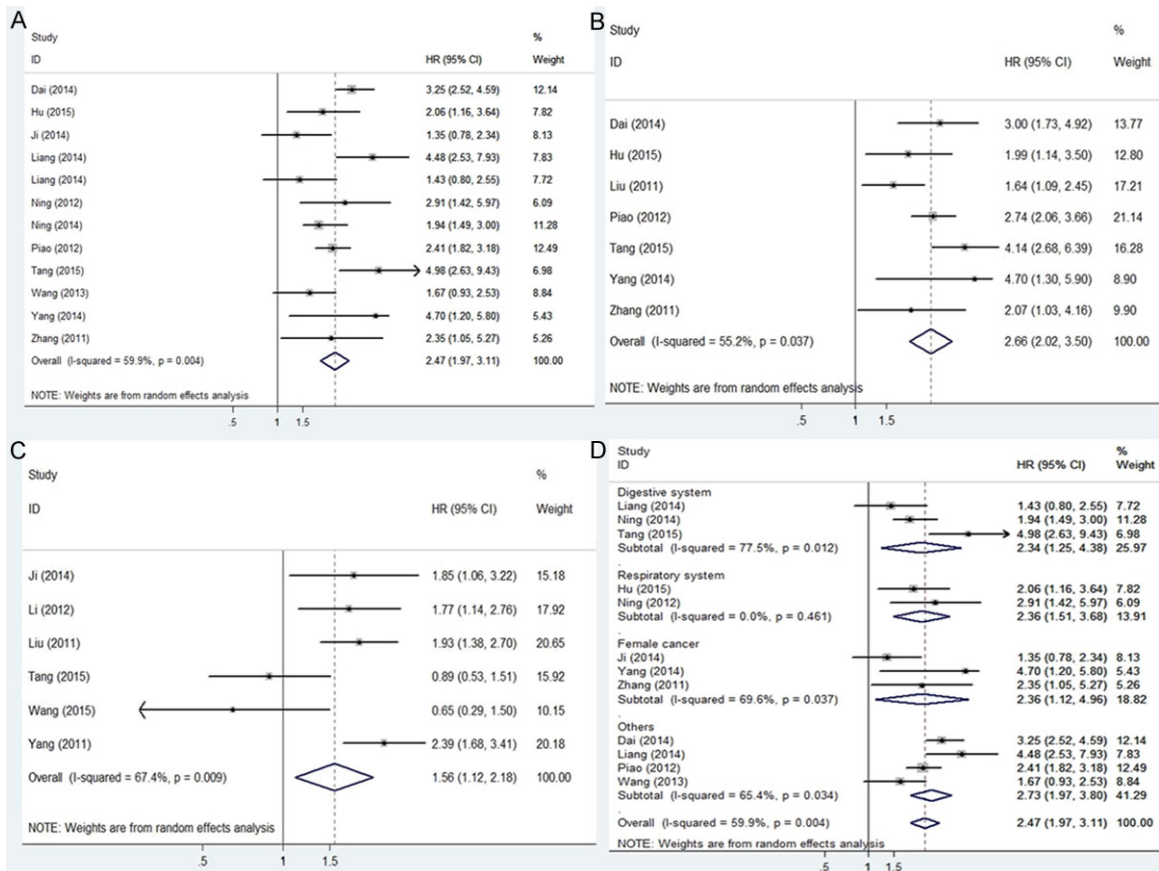 A
Study %
ID HR (95% CI) Weight
Dai (2014) 3.25 (2.52, 4.59) 12.14
Hu (2015) 2.06 (1.16, 3.64) 7.82
Ji (2014) 1.35 (0.78, 2.34) 8.13
Liang (2014) 4.48 (2.53, 7.93) 7.83
Liang (2014) 1.43 (0.80, 2.55) 7.72
Ning (2012) 2.91 (1.42, 5.97) 6.09
Ning (2014) 1.94 (1.49, 3.00) 11.28
Piao (2012) 2.41 (1.82, 3.18) 12.49
Tang (2015) 4.98 (2.63, 9.43) 6.98
Wang (2013) 1.67 (0.93, 2.53) 8.84
Yang (2014) 4.70 (1.20, 5.80) 5.43
Zhang (2011) 2.35 (1.05, 5.27) 5.26
Overall (I-squared = 59.9%, p = 0.004) 2.47 (1.97, 3.11) 100.00
NOTE: Weights are from random effects analysis
.5 1 1.5
B
Study %
ID HR (95% CI) Weight
Dai (2014) 3.00 (1.73, 4.92) 13.77
Hu (2015) 1.99 (1.14, 3.50) 12.80
Liu (2011) 1.64 (1.09, 2.45) 17.21
Piao (2012) 2.74 (2.06, 3.66) 21.14
Tang (2015) 4.14 (2.68, 6.39) 16.28
Yang (2014) 4.70 (1.30, 5.90) 8.90
Zhang (2011) 2.07 (1.03, 4.16) 9.90
Overall (I-squared = 55.2%, p = 0.037) 2.66 (2.02, 3.50) 100.00
NOTE: Weights are from random effects analysis
.5 1 1.5
C
Study %
ID HR (95% CI) Weight
Ji (2014) 1.85 (1.06, 3.22) 15.18
Li (2012) 1.77 (1.14, 2.76) 17.92
Liu (2011) 1.93 (1.38, 2.70) 20.65
Tang (2015) 0.89 (0.53, 1.51) 15.92
Wang (2015) 0.65 (0.29, 1.50) 10.15
Yang (2011) 2.39 (1.68, 3.41) 20.18
Overall (I-squared = 67.4%, p = 0.009) 1.56 (1.12, 2.18) 100.00
NOTE: Weights are from random effects analysis
.5 1 1.5
D
Study %
ID HR (95% CI) Weight
Digestive system
Liang (2014) 1.43 (0.80, 2.55) 7.72
Ning (2014) 1.94 (1.49, 3.00) 11.28
Tang (2015) 4.98 (2.63, 9.43) 6.98
Subtotal (I-squared = 77.5%, p = 0.012) 2.34 (1.25, 4.38) 25.97
.
Respiratory system
Hu (2015) 2.06 (1.16, 3.64) 7.82
Ning (2012) 2.91 (1.42, 5.97) 6.09
Subtotal (I-squared = 0.0%, p = 0.461) 2.36 (1.51, 3.68) 13.91
.
Female cancer
Ji (2014) 1.35 (0.78, 2.34) 8.13
Yang (2014) 4.70 (1.20, 5.80) 5.43
Zhang (2011) 2.35 (1.05, 5.27) 5.26
Subtotal (I-squared = 69.6%, p = 0.037) 2.36 (1.12, 4.96) 18.82
.
Others
Dai (2014) 3.25 (2.52, 4.59) 12.14
Liang (2014) 4.48 (2.53, 7.93) 7.83
Piao (2012) 2.41 (1.82, 3.18) 12.49
Wang (2013) 1.67 (0.93, 2.53) 8.84
Subtotal (I-squared = 65.4%, p = 0.034) 2.73 (1.97, 3.80) 41.29
.
Overall (I-squared = 59.9%, p = 0.004) 2.47 (1.97, 3.11) 100.00
NOTE: Weights are from random effects analysis
.5 1 1.5